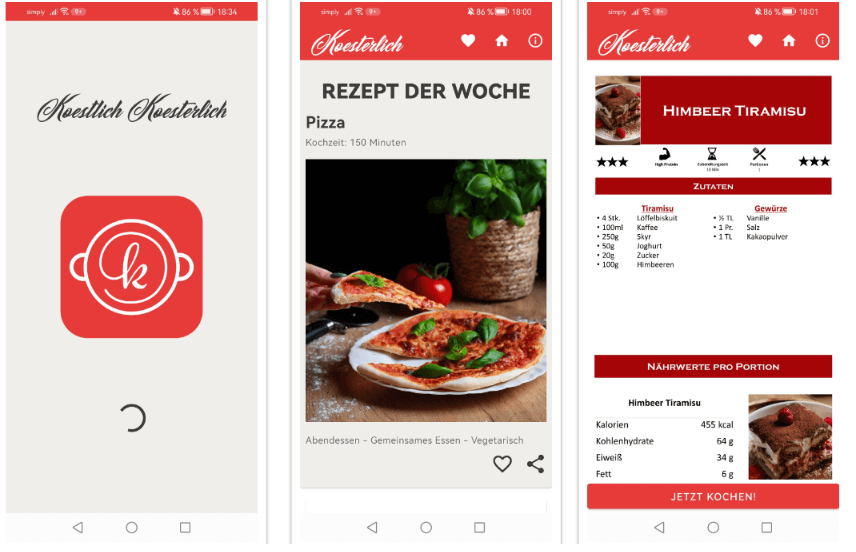 simply 9+ 86 % 18:34
Koestlich Koesterlich
k
simply 9+ 86 % 18:00
Koesterlich
REZEPT DER WOCHE
Pizza
Kochzeit: 150 Minuten
Abendessen - Gemeinsames Essen - Vegetarisch
simply 9+ 86 % 18:01
Koesterlich
HIMBEER TIRAMISU
High Protein
Portionen
1
ZUTATEN
Tiramisu
• 4 Stk. Löffelbiskuit
• 100ml Kaffee
• 250g Skyr
• 50g Joghurt
• 20g Zucker
• 100g Himbeeren
Gewürze
• ½ TL Vanille
• 1 Pr. Salz
• 1 TL Kakaopulver
NÄHRWERTE PRO PORTION
Himbeer Tiramisu
Kalorien 455 kcal
Kohlenhydrate 64 g
Eiweiß 34 g
Fett 6 g
JETZT KOCHEN!